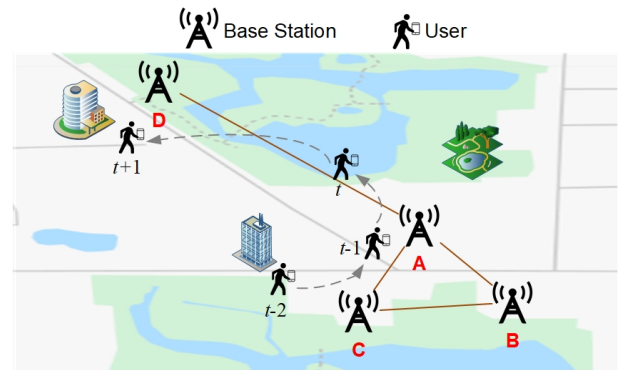 Base Station
User
D
t+1
t
t-1
A
t-2
C
B